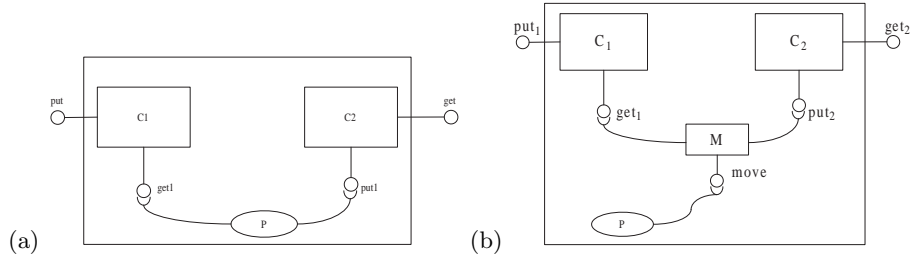 put
C1
C2
get
get1
put1
P
(a)
put₁
C₁
C₂
get₂
get₁
put₂
M
move
P
(b)